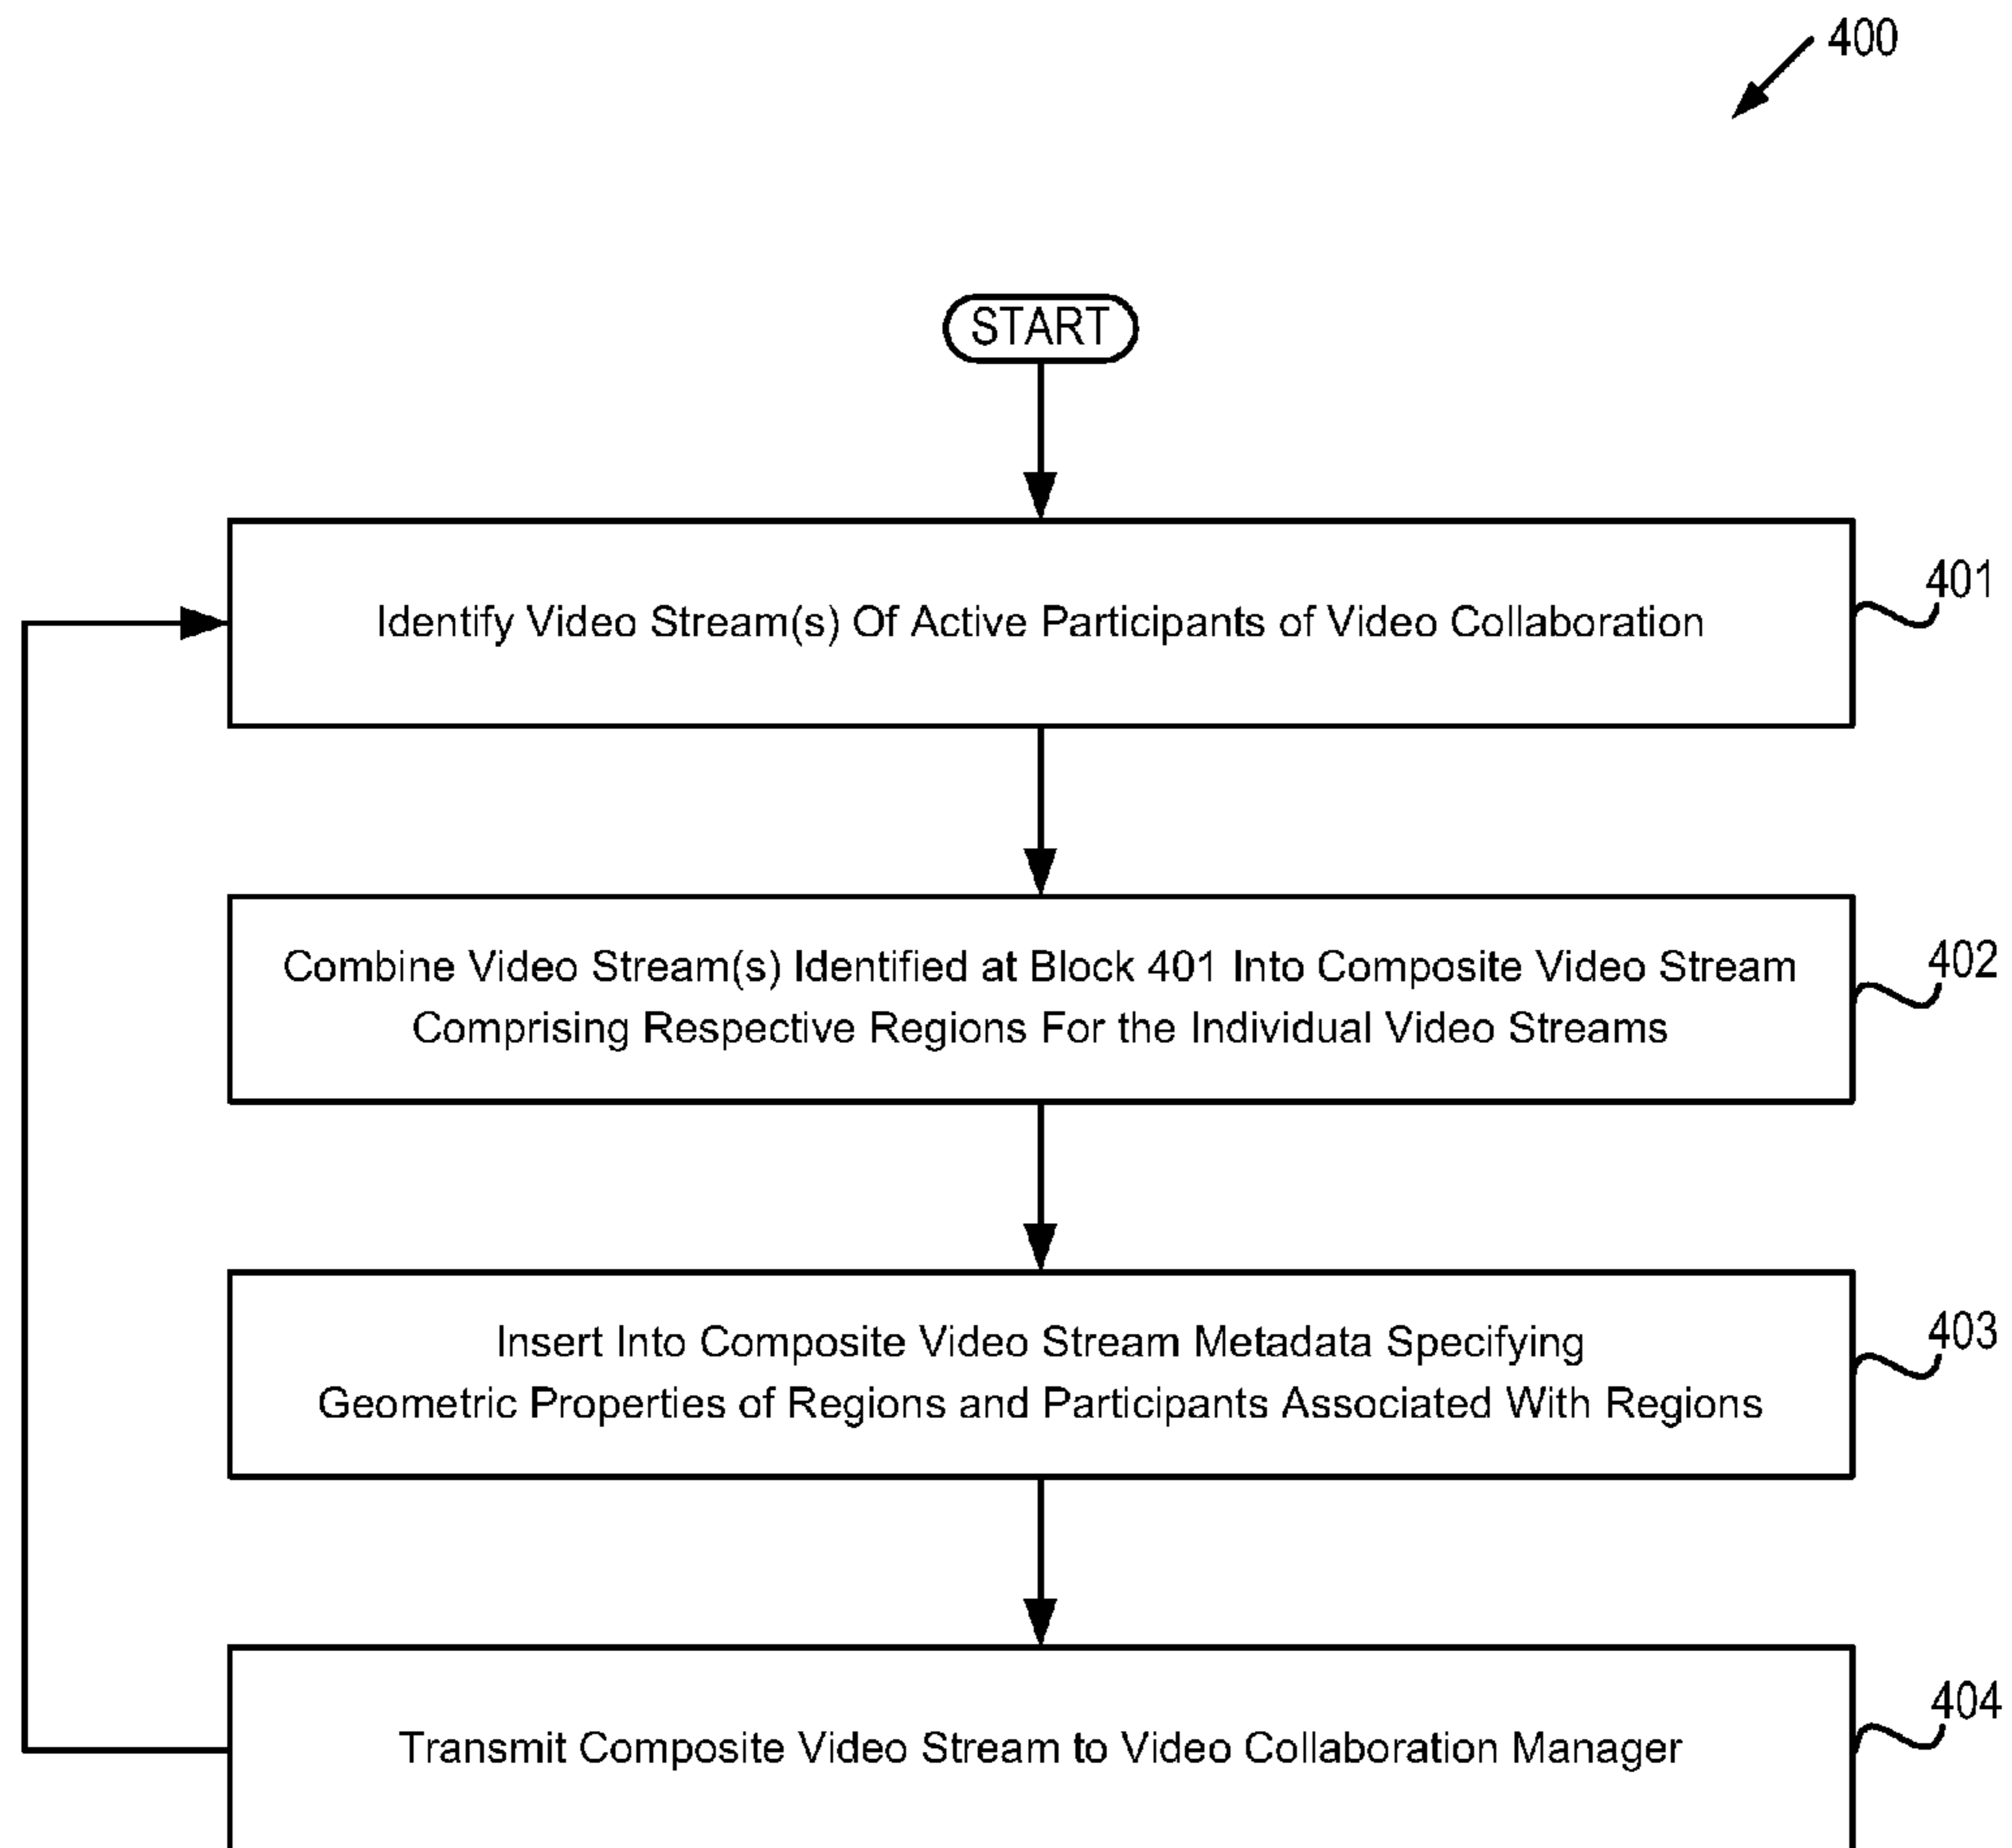 400
START
Identify Video Stream(s) Of Active Participants of Video Collaboration
401
Combine Video Stream(s) Identified at Block 401 Into Composite Video Stream
Comprising Respective Regions For the Individual Video Streams
402
Insert Into Composite Video Stream Metadata Specifying
Geometric Properties of Regions and Participants Associated With Regions
403
Transmit Composite Video Stream to Video Collaboration Manager
404